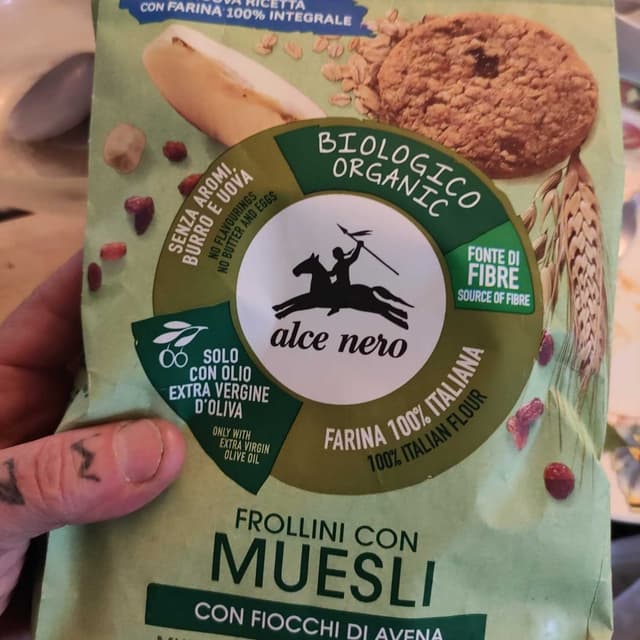 NUOVA RICETTA
CON FARINA 100% INTEGRALE
BIOLOGICO
ORGANIC
SENZA AROMI,
BURRO E UOVA
NO FLAVOURINGS
NO BUTTER AND EGGS
FONTE DI
FIBRE
SOURCE OF FIBRE
alce nero
SOLO
CON OLIO
EXTRA VERGINE
D'OLIVA
ONLY WITH
EXTRA VIRGIN
OLIVE OIL
FARINA 100% ITALIANA
100% ITALIAN FLOUR
FROLLINI CON
MUESLI
CON FIOCCHI DI AVENA